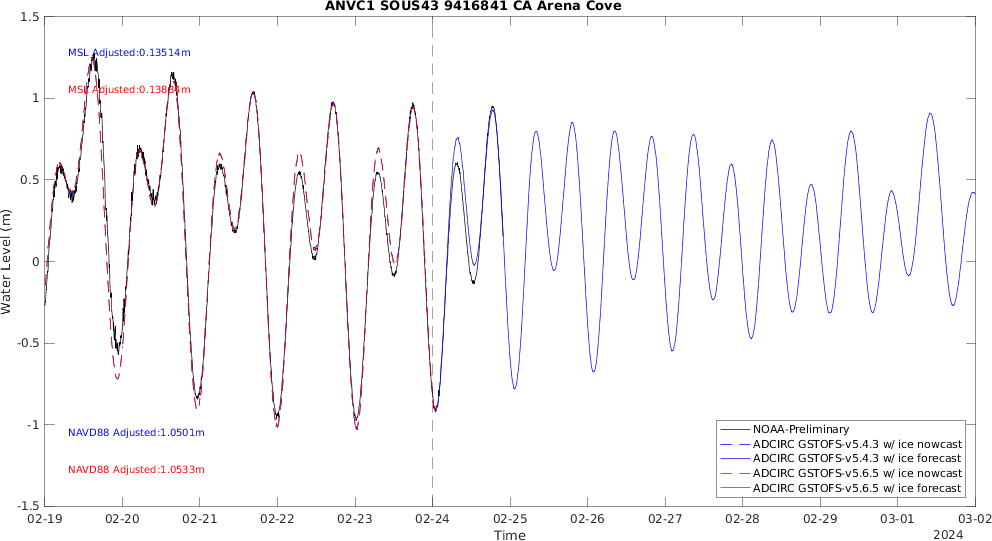 ANVC1 SOUS43 9416841 CA Arena Cove
1.5
1
0.5
0
-0.5
-1
-1.5
Water Level (m)
MSL Adjusted:0.13514m
MSL Adjusted:0.13834m
NAVD88 Adjusted:1.0501m
NAVD88 Adjusted:1.0533m
NOAA-Preliminary
ADCIRC GSTOFS-v5.4.3 w/ ice nowcast
ADCIRC GSTOFS-v5.4.3 w/ ice forecast
ADCIRC GSTOFS-v5.6.5 w/ ice nowcast
ADCIRC GSTOFS-v5.6.5 w/ ice forecast
02-19 02-20 02-21 02-22 02-23 02-24 02-25 02-26 02-27 02-28 02-29 03-01 03-02
Time
2024